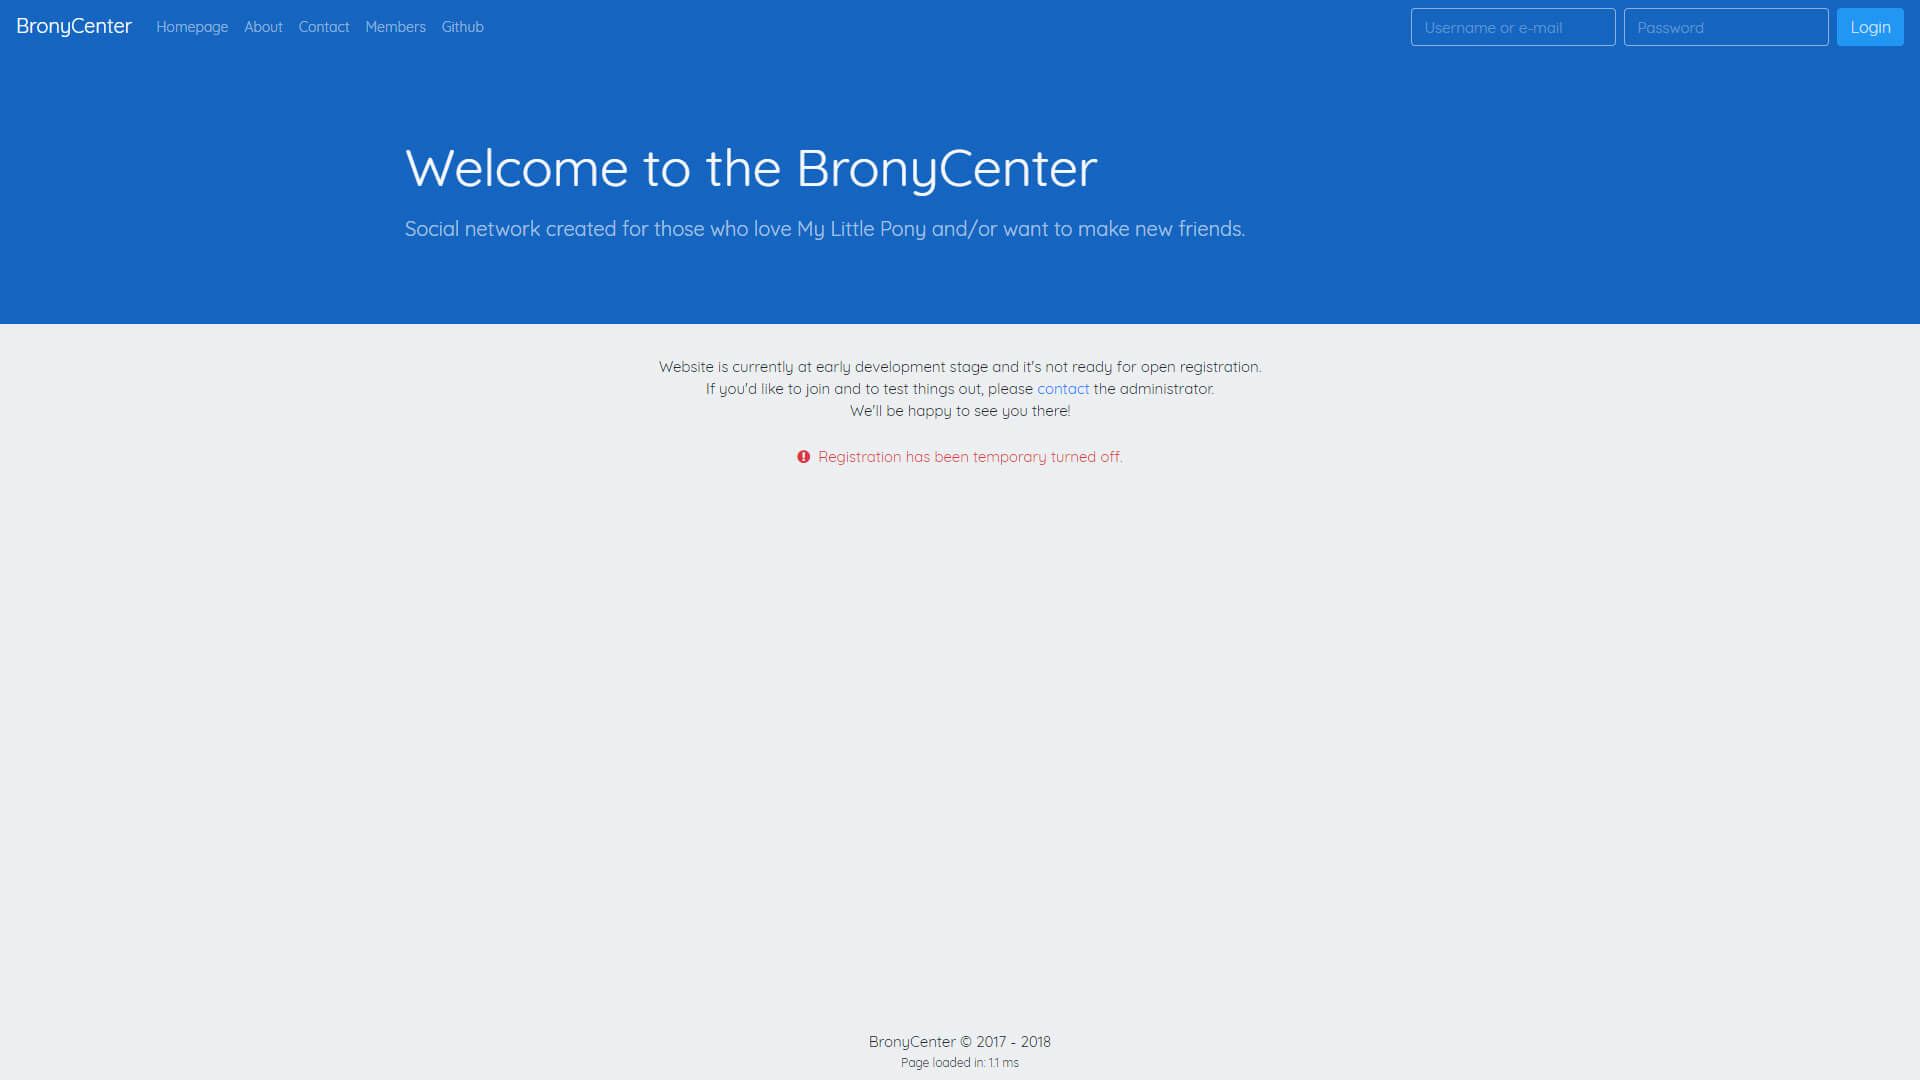 BronyCenter Homepage About Contact Members Github Username or e-mail Password Login
Welcome to the BronyCenter
Social network created for those who love My Little Pony and/or want to make new friends.
Website is currently at early development stage and it's not ready for open registration.
If you'd like to join and to test things out, please contact the administrator.
We'll be happy to see you there!
Registration has been temporary turned off.
BronyCenter © 2017 - 2018
Page loaded in: 1.1 ms